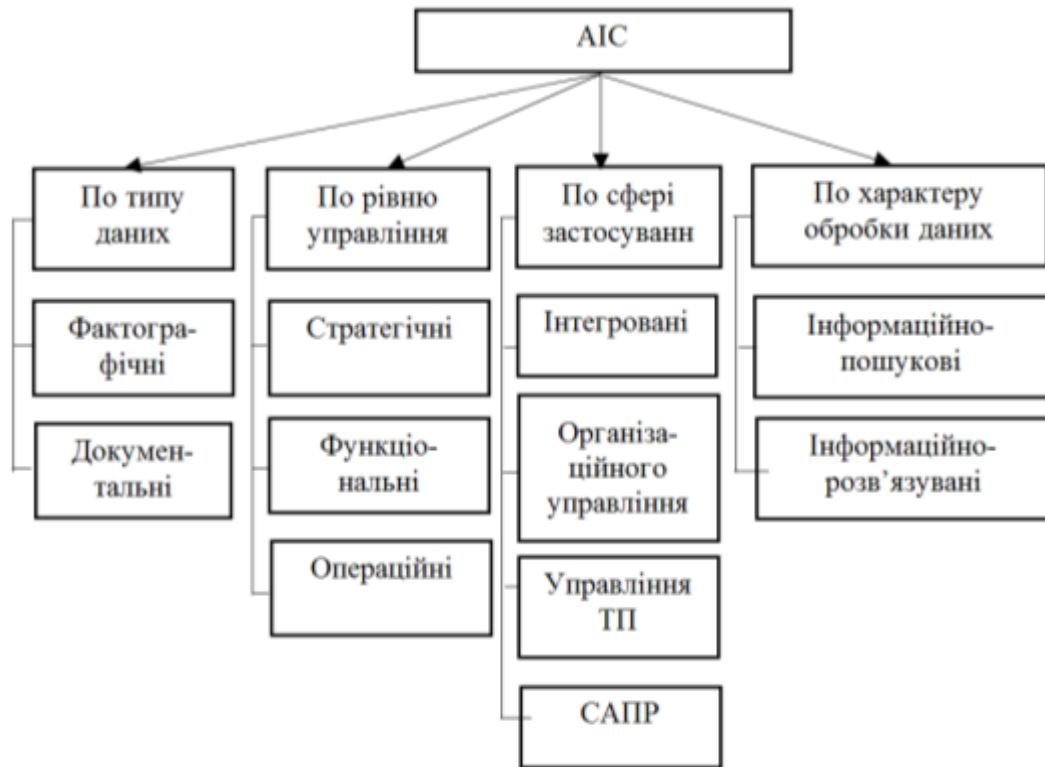 АІС
По типу
даних
Фактогра-
фічні
Докумен-
тальні
По рівню
управління
Стратегічні
Функціо-
нальні
Операційні
По сфері
застосуванн
Інтегровані
Організа-
ційного
управління
Управління
ТП
САПР
По характеру
обробки даних
Інформаційно-
пошукові
Інформаційно-
розв’язувані